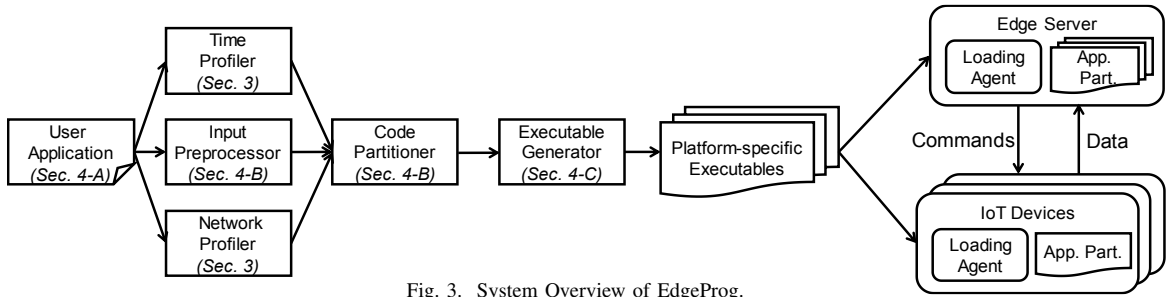 User
Application
(Sec. 4-A)
Time
Profiler
(Sec. 3)
Input
Preprocessor
(Sec. 4-B)
Network
Profiler
(Sec. 3)
Code
Partitioner
(Sec. 4-B)
Executable
Generator
(Sec. 4-C)
Platform-specific
Executables
Edge Server
Loading
Agent
App.
Part.
Commands
Data
IoT Devices
Loading
Agent
App. Part.
Fig. 3. System Overview of EdgeProg.